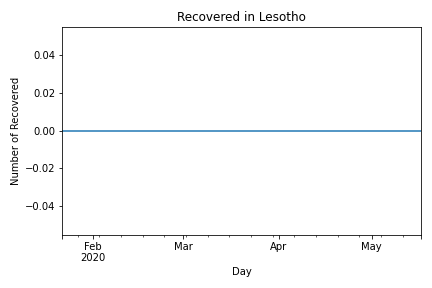 Recovered in Lesotho
0.04
0.02
0.00
−0.02
−0.04
Number of Recovered
Feb
2020
Mar
Apr
May
Day